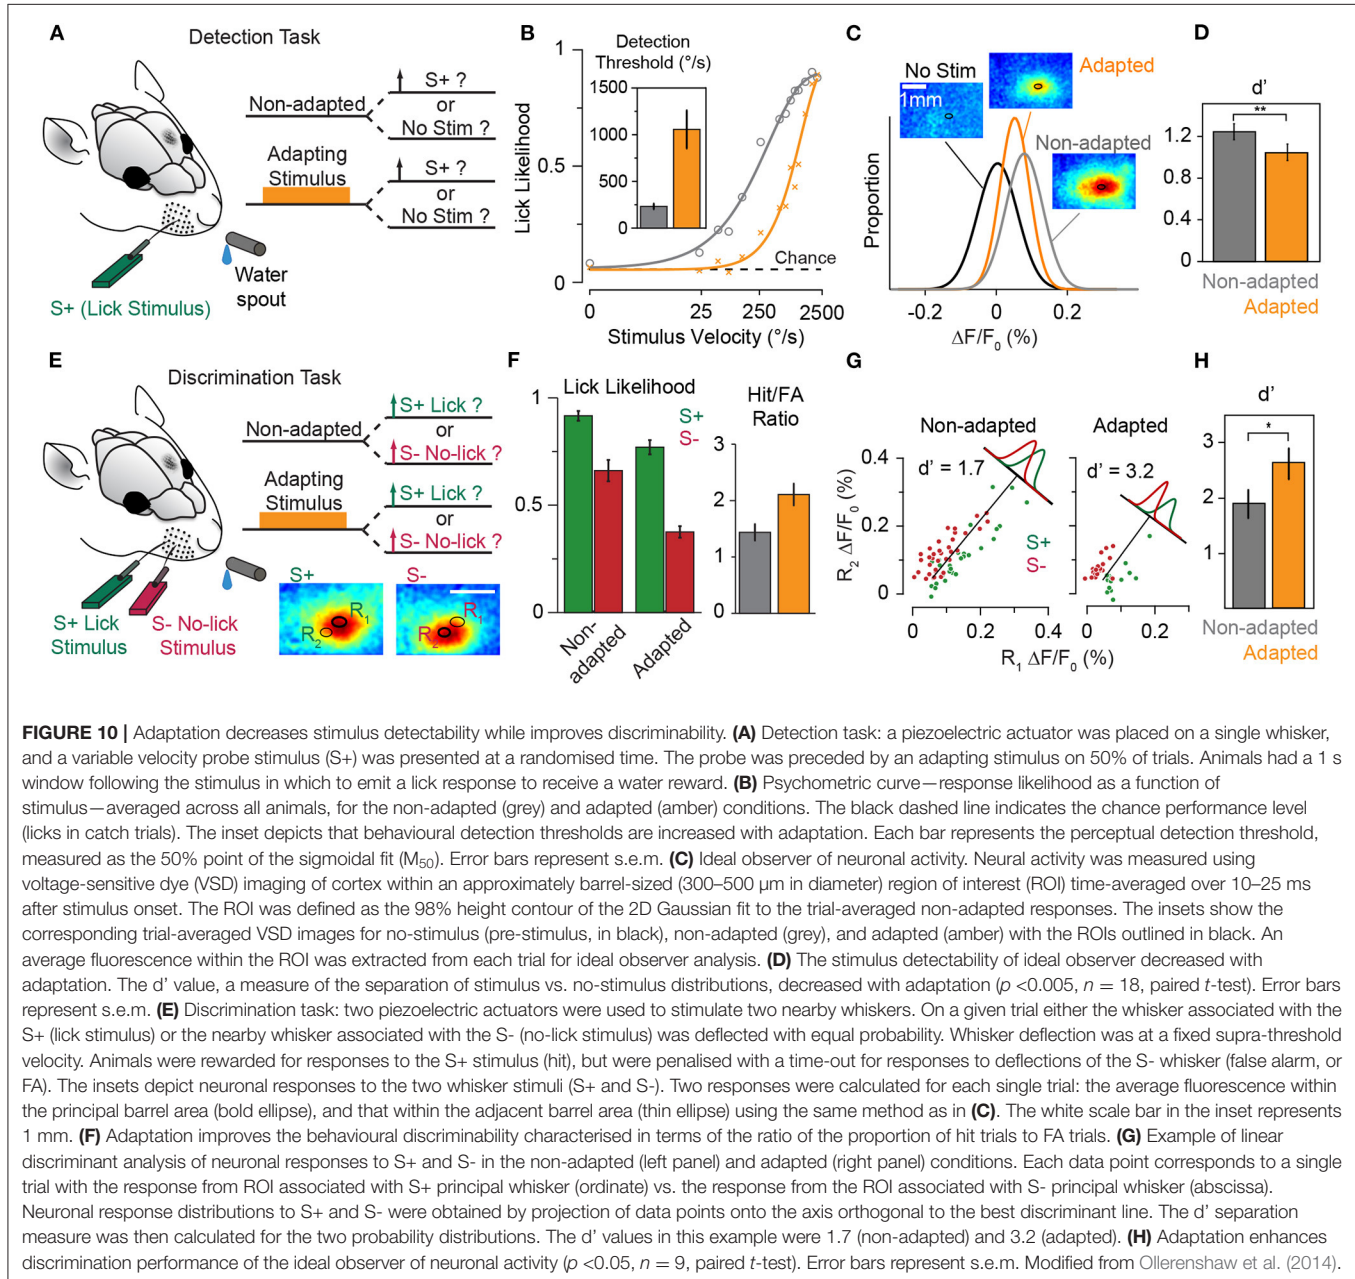 A
Detection Task
Non-adapted
S+ ?
or
No Stim ?
Adapting
Stimulus
S+ ?
or
No Stim ?
Water
spout
S+ (Lick Stimulus)
B
Detection
Threshold (°/s)
1500
1000
500
0
1
0.5
0
Lick Likelihood
Chance
0
25
250
2500
Stimulus Velocity (°/s)
C
No Stim
1mm
Adapted
Non-adapted
Proportion
-0.2
0
0.2
ΔF/F0 (%)
D
d'
**
1.2
0.8
0.4
0
Non-adapted
Adapted
E
Discrimination Task
Non-adapted
S+ Lick ?
or
S- No-lick ?
Adapting
Stimulus
S+ Lick ?
or
S- No-lick ?
S+ Lick
Stimulus
S- No-lick
Stimulus
S+
R1
R2
S-
R1
R2
F
Lick Likelihood
S+
S-
1
0.5
0
Non-
adapted
Adapted
Hit/FA
Ratio
3
2
1
0
G
Non-adapted
d' = 1.7
0.4
0.2
0
R2 ΔF/F0 (%)
S+
S-
0
0.2
0.4
Adapted
d' = 3.2
0
0.2
R1 ΔF/F0 (%)
H
d'
*
3
2
1
Non-adapted
Adapted
FIGURE 10 | Adaptation decreases stimulus detectability while improves discriminability. (A) Detection task: a piezoelectric actuator was placed on a single whisker,
and a variable velocity probe stimulus (S+) was presented at a randomised time. The probe was preceded by an adapting stimulus on 50% of trials. Animals had a 1 s
window following the stimulus in which to emit a lick response to receive a water reward. (B) Psychometric curve—response likelihood as a function of
stimulus—averaged across all animals, for the non-adapted (grey) and adapted (amber) conditions. The black dashed line indicates the chance performance level
(licks in catch trials). The inset depicts that behavioural detection thresholds are increased with adaptation. Each bar represents the perceptual detection threshold,
measured as the 50% point of the sigmoidal fit (M50). Error bars represent s.e.m. (C) Ideal observer of neuronal activity. Neural activity was measured using
voltage-sensitive dye (VSD) imaging of cortex within an approximately barrel-sized (300–500 µm in diameter) region of interest (ROI) time-averaged over 10–25 ms
after stimulus onset. The ROI was defined as the 98% height contour of the 2D Gaussian fit to the trial-averaged non-adapted responses. The insets show the
corresponding trial-averaged VSD images for no-stimulus (pre-stimulus, in black), non-adapted (grey), and adapted (amber) with the ROIs outlined in black. An
average fluorescence within the ROI was extracted from each trial for ideal observer analysis. (D) The stimulus detectability of ideal observer decreased with
adaptation. The d' value, a measure of the separation of stimulus vs. no-stimulus distributions, decreased with adaptation (p <0.005, n = 18, paired t-test). Error bars
represent s.e.m. (E) Discrimination task: two piezoelectric actuators were used to stimulate two nearby whiskers. On a given trial either the whisker associated with the
S+ (lick stimulus) or the nearby whisker associated with the S- (no-lick stimulus) was deflected with equal probability. Whisker deflection was at a fixed supra-threshold
velocity. Animals were rewarded for responses to the S+ stimulus (hit), but were penalised with a time-out for responses to deflections of the S- whisker (false alarm, or
FA). The insets depict neuronal responses to the two whisker stimuli (S+ and S-). Two responses were calculated for each single trial: the average fluorescence within
the principal barrel area (bold ellipse), and that within the adjacent barrel area (thin ellipse) using the same method as in (C). The white scale bar in the inset represents
1 mm. (F) Adaptation improves the behavioural discriminability characterised in terms of the ratio of the proportion of hit trials to FA trials. (G) Example of linear
discriminant analysis of neuronal responses to S+ and S- in the non-adapted (left panel) and adapted (right panel) conditions. Each data point corresponds to a single
trial with the response from ROI associated with S+ principal whisker (ordinate) vs. the response from the ROI associated with S- principal whisker (abscissa).
Neuronal response distributions to S+ and S- were obtained by projection of data points onto the axis orthogonal to the best discriminant line. The d' separation
measure was then calculated for the two probability distributions. The d' values in this example were 1.7 (non-adapted) and 3.2 (adapted). (H) Adaptation enhances
discrimination performance of the ideal observer of neuronal activity (p <0.05, n = 9, paired t-test). Error bars represent s.e.m. Modified from Ollerenshaw et al. (2014).